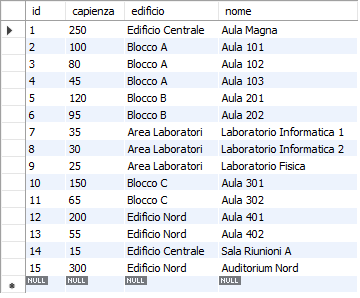 id capienza edificio nome
1 250 Edificio Centrale Aula Magna
2 100 Blocco A Aula 101
3 80 Blocco A Aula 102
4 45 Blocco A Aula 103
5 120 Blocco B Aula 201
6 95 Blocco B Aula 202
7 35 Area Laboratori Laboratorio Informatica 1
8 30 Area Laboratori Laboratorio Informatica 2
9 25 Area Laboratori Laboratorio Fisica
10 150 Blocco C Aula 301
11 65 Blocco C Aula 302
12 200 Edificio Nord Aula 401
13 55 Edificio Nord Aula 402
14 15 Edificio Centrale Sala Riunioni A
15 300 Edificio Nord Auditorium Nord
NULL NULL NULL NULL